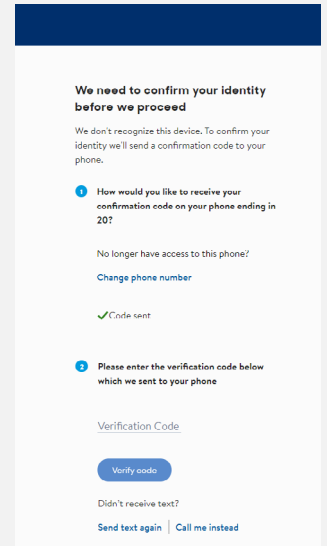 We need to confirm your identity
before we proceed
We don't recognize this device. To confirm your
identity we'll send a confirmation code to your
phone.
1 How would you like to receive your
confirmation code on your phone ending in
20?
No longer have access to this phone?
Change phone number
✓Code sent
2 Please enter the verification code below
which we sent to your phone
Verification Code
Verify code
Didn't receive text?
Send text again | Call me instead